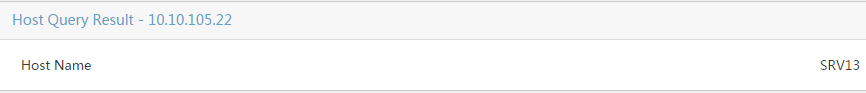 Host Query Result - 10.10.105.22
Host Name SRV13